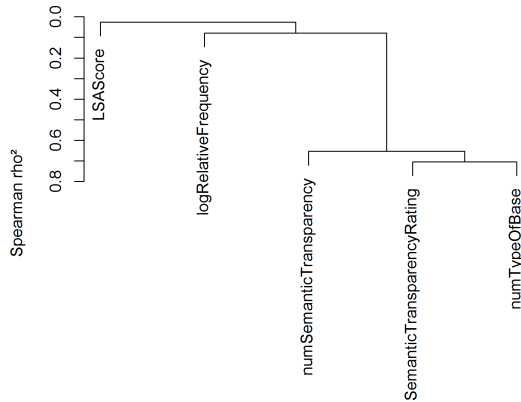 0.0
0.2
0.4
0.6
0.8
Spearman rho²
LSAScore
logRelativeFrequency
numSemanticTransparency
SemanticTransparencyRating
numTypeOfBase